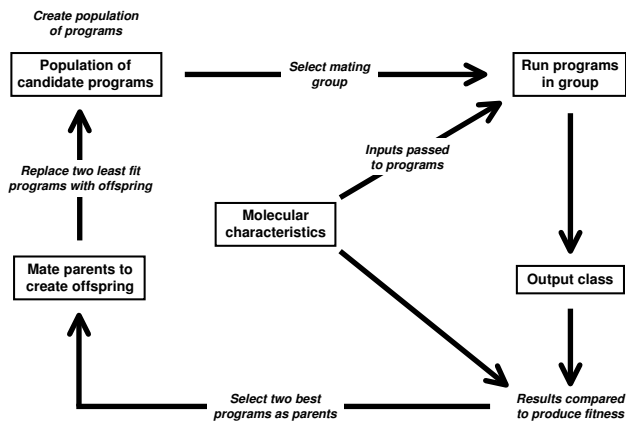 Create population
of programs
Population of
candidate programs
Select mating
group
Run programs
in group
Inputs passed
to programs
Replace two least fit
programs with offspring
Molecular
characteristics
Mate parents to
create offspring
Output class
Select two best
programs as parents
Results compared
to produce fitness